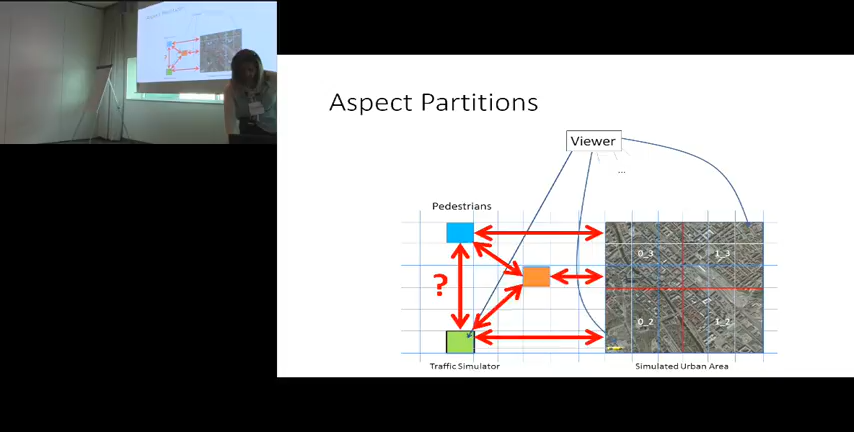 Aspect Partitions
Viewer
...
Pedestrians
0_3
1_3
?
0_2
1_2
Traffic Simulator
Simulated Urban Area